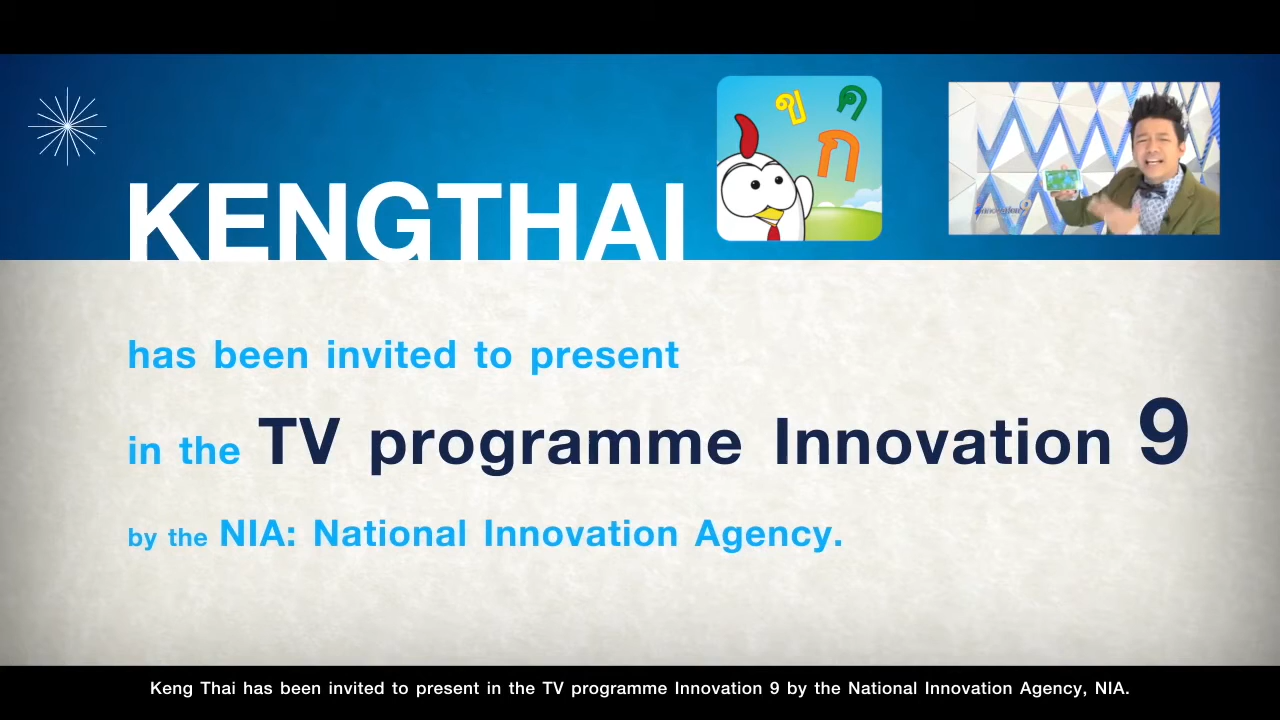 KENGTHAI
ข ค
ก
has been invited to present
in the TV programme Innovation 9
by the NIA: National Innovation Agency.
Keng Thai has been invited to present in the TV programme Innovation 9 by the National Innovation Agency, NIA.